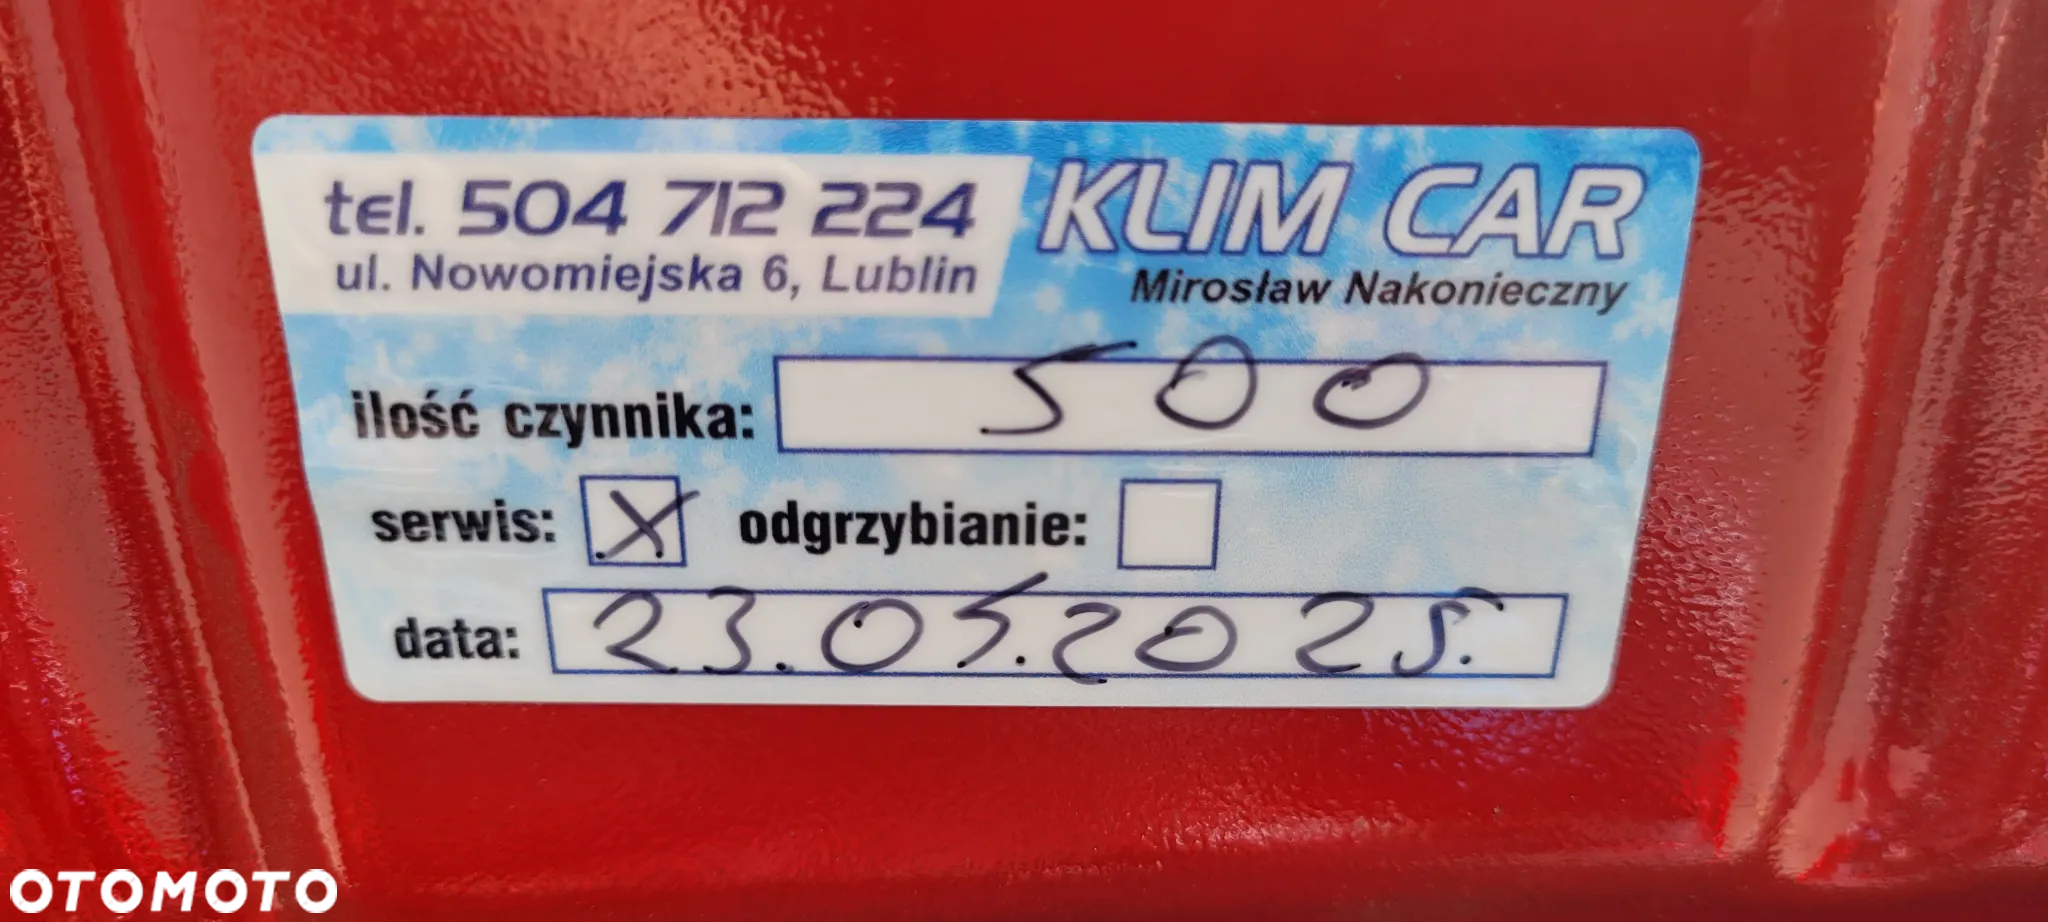 tel. 504 712 224
ul. Nowomiejska 6, Lublin
KLIM CAR
Mirosław Nakonieczny
ilość czynnika: 500
serwis: X odgrzybianie:
data: 23.05.2025.
OTOMOTO